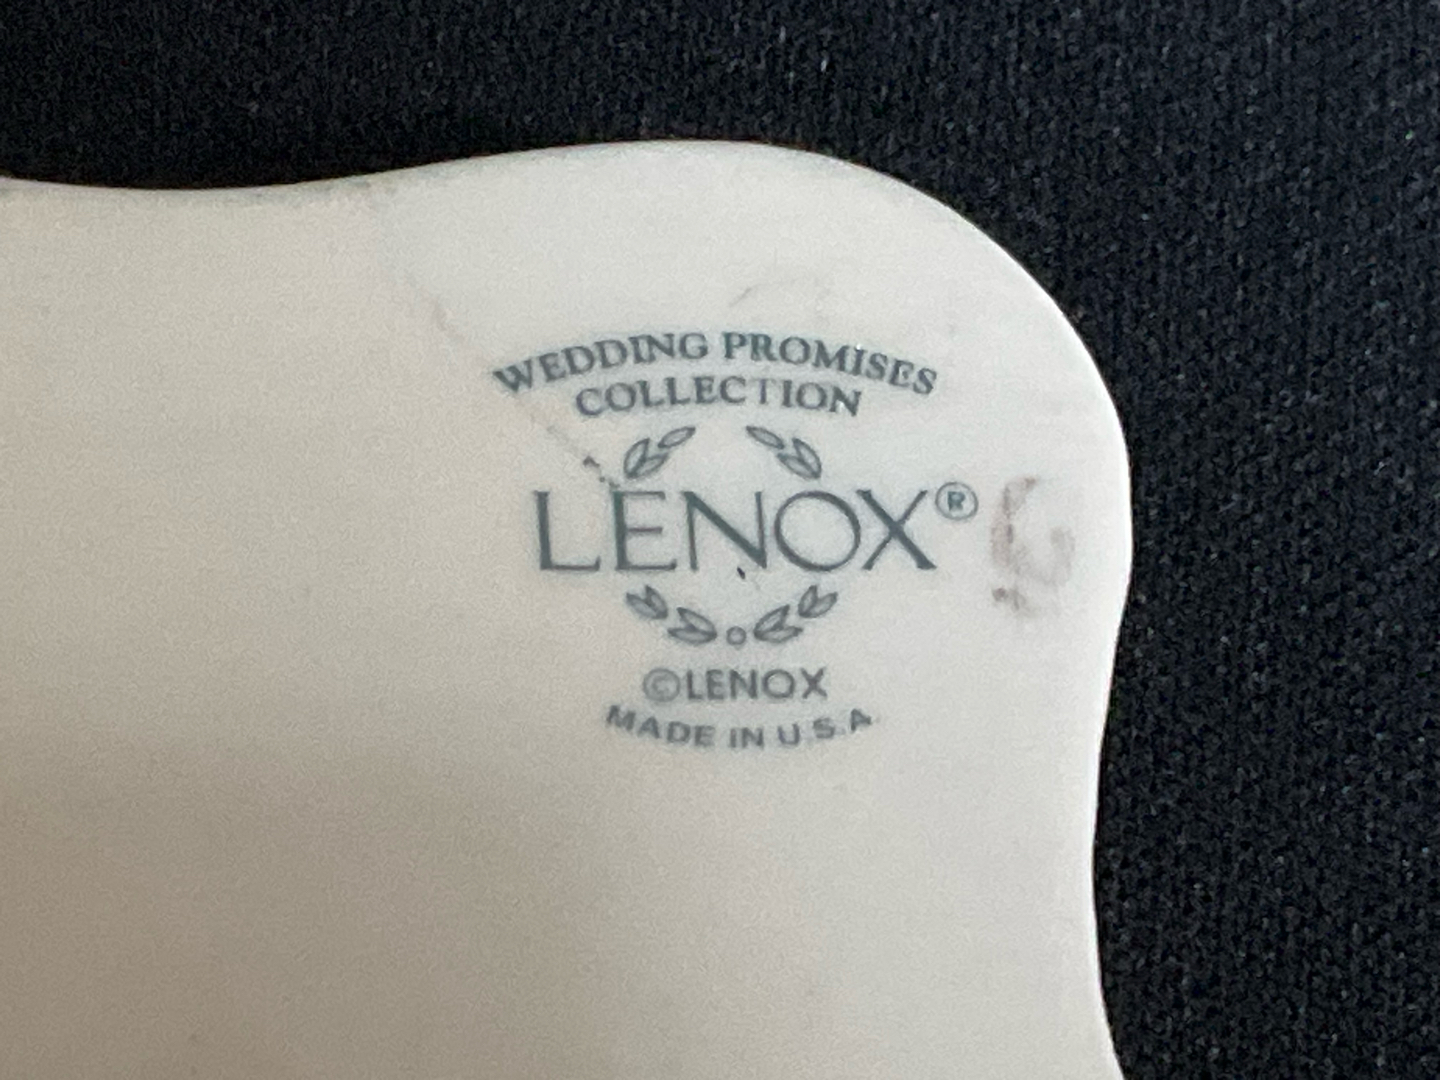 WEDDING PROMISES
COLLECTION
LENOX®
©LENOX
MADE IN U.S.A.